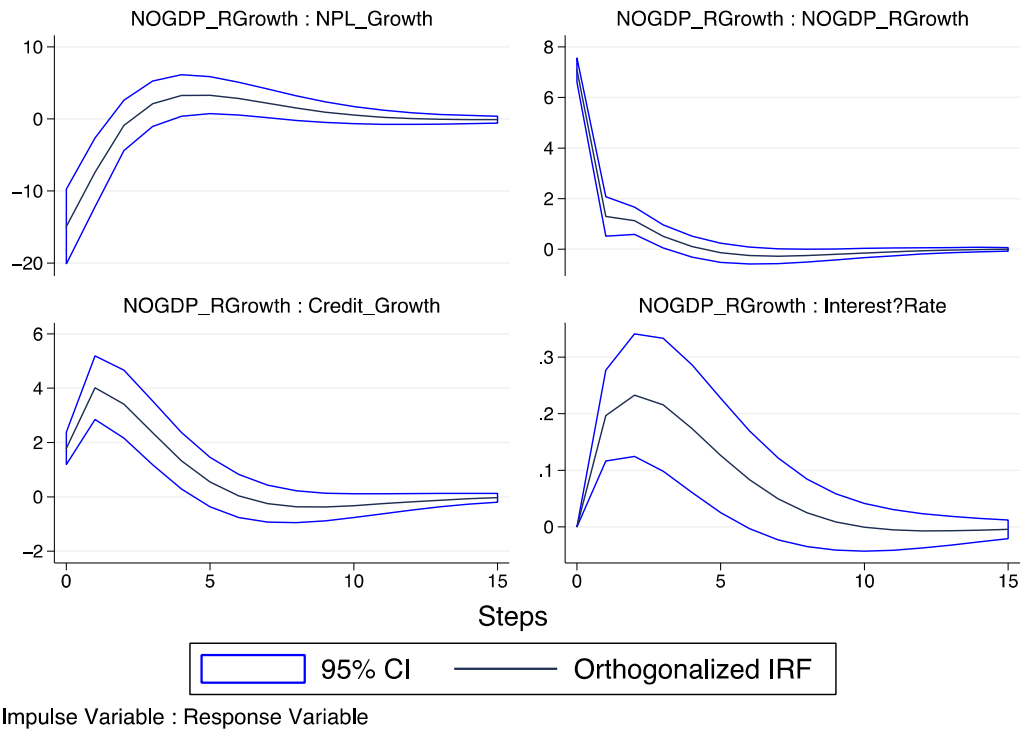 NOGDP_RGrowth : NPL_Growth
10
0
−10
−20
NOGDP_RGrowth : NOGDP_RGrowth
8
6
4
2
0
NOGDP_RGrowth : Credit_Growth
6
4
2
0
−2
0 5 10 15
NOGDP_RGrowth : Interest?Rate
.3
.2
.1
0
0 5 10 15
Steps
95% CI Orthogonalized IRF
Impulse Variable : Response Variable